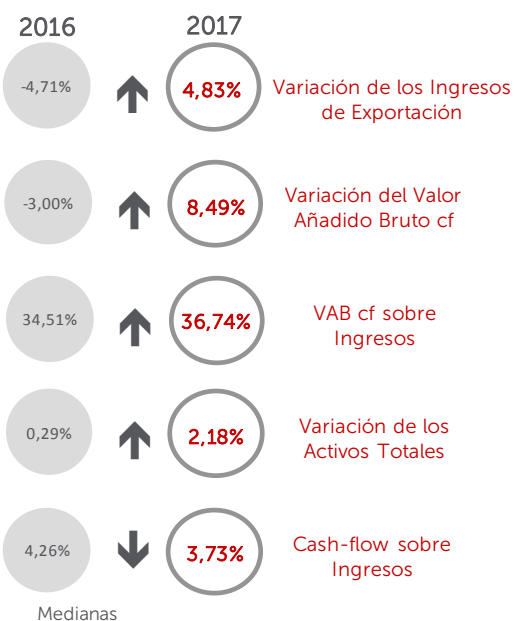 2016 2017
-4,71% 4,83% Variación de los Ingresos
de Exportación
-3,00% 8,49% Variación del Valor
Añadido Bruto cf
34,51% 36,74% VAB cf sobre
Ingresos
0,29% 2,18% Variación de los
Activos Totales
4,26% 3,73% Cash-flow sobre
Ingresos
Medianas